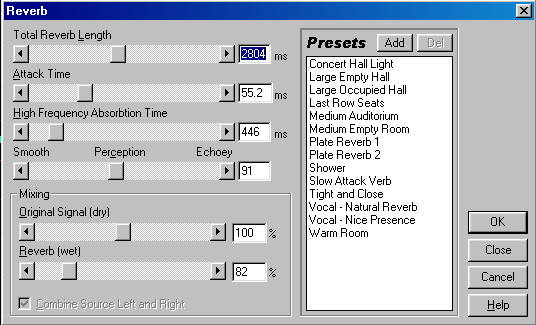 Reverb
Total Reverb Length
2804 ms
Attack Time
55.2 ms
High Frequency Absorbtion Time
446 ms
Smooth Perception Echoey
91
Mixing
Original Signal (dry)
100 %
Reverb (wet)
82 %
Combine Source Left and Right
Presets Add Del
Concert Hall Light
Large Empty Hall
Large Occupied Hall
Last Row Seats
Medium Auditorium
Medium Empty Room
Plate Reverb 1
Plate Reverb 2
Shower
Slow Attack Verb
Tight and Close
Vocal - Natural Reverb
Vocal - Nice Presence
Warm Room
OK
Close
Cancel
Help